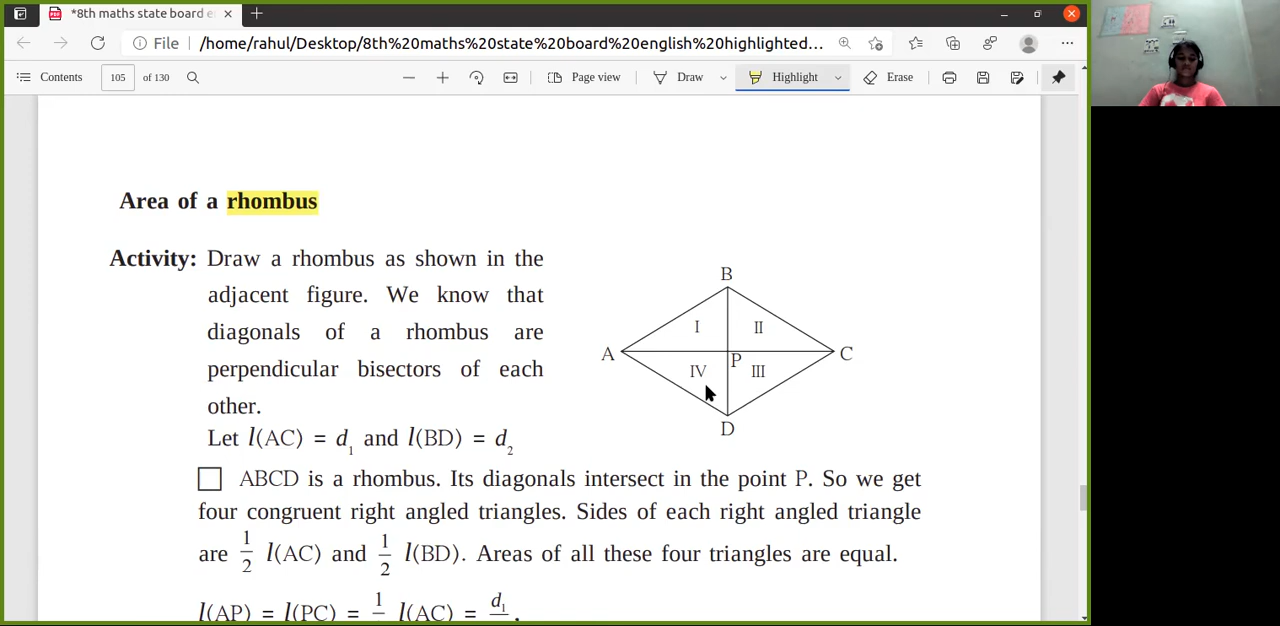 *8th maths state board e
File
/home/rahul/Desktop/8th%20maths%20state%20board%20english%20highlighted...
Contents
105
of 130
Page view
Draw
Highlight
Erase
Area of a rhombus
Activity: Draw a rhombus as shown in the
adjacent figure. We know that
diagonals of a rhombus are
perpendicular bisectors of each
other.
Let l(AC) = d₁ and l(BD) = d₂
B
I
II
A
P
C
IV
III
D
□ ABCD is a rhombus. Its diagonals intersect in the point P. So we get
four congruent right angled triangles. Sides of each right angled triangle
are 1/2 l(AC) and 1/2 l(BD). Areas of all these four triangles are equal.
l(AP) = l(PC) = 1/ l(AC) = d₁/ ,